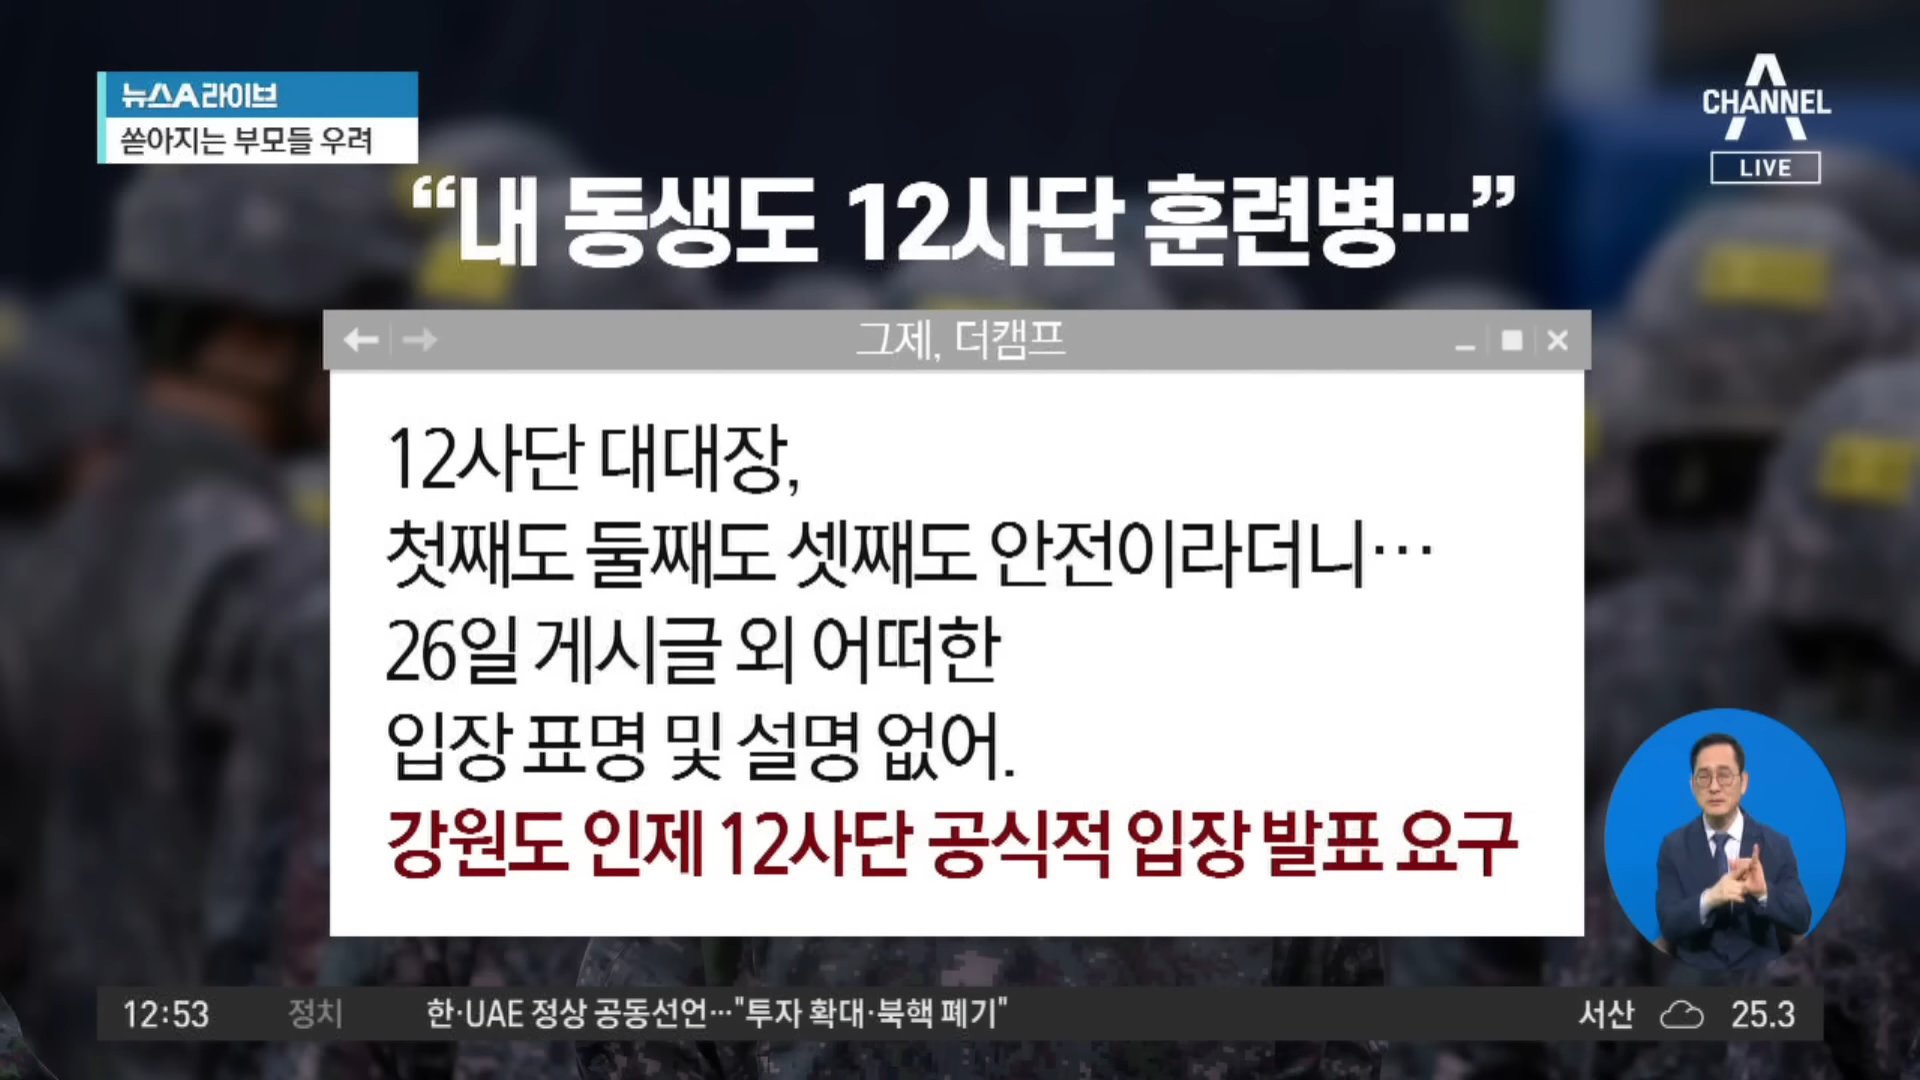 뉴스A라이브
쏟아지는 부모들 우려
CHANNEL A
LIVE
“내 동생도 12사단 훈련병…”
그제, 더캠프
12사단 대대장,
첫째도 둘째도 셋째도 안전이라더니…
26일 게시글 외 어떠한
입장 표명 및 설명 없어.
강원도 인제 12사단 공식적 입장 발표 요구
12:53 정치 한·UAE 정상 공동선언…"투자 확대·북핵 폐기" 서산 25.3